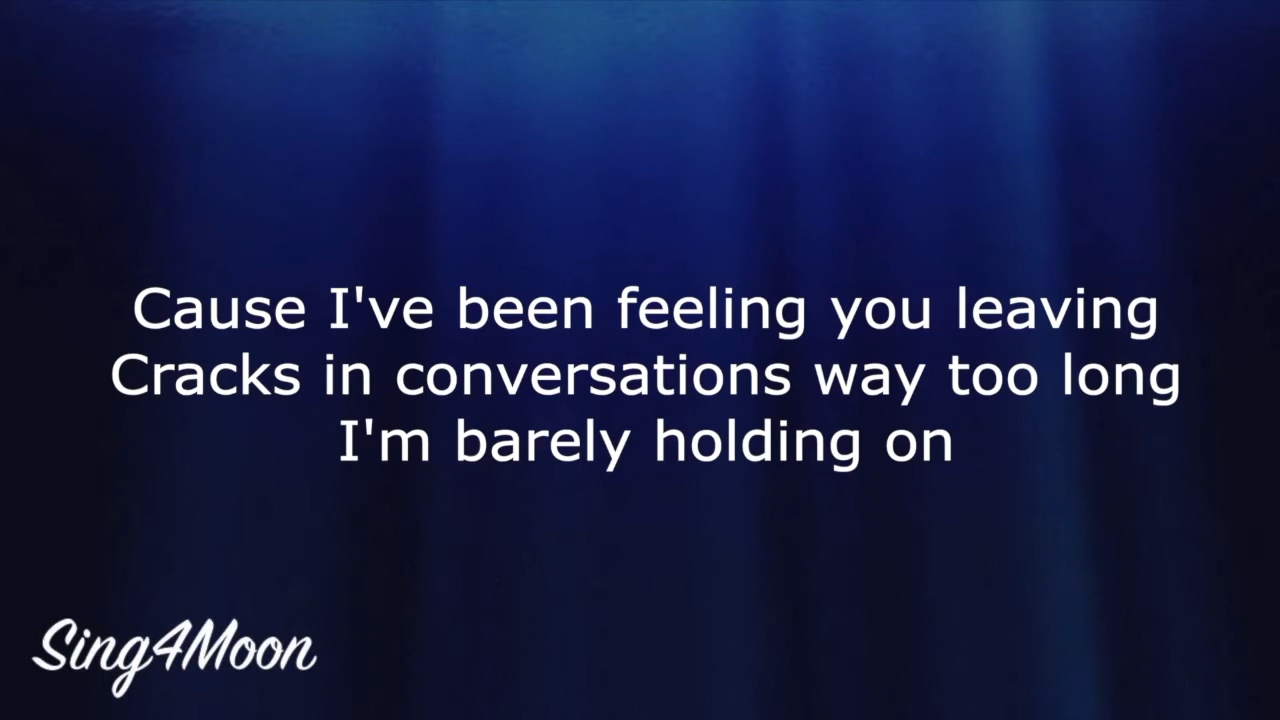 Cause I've been feeling you leaving
Cracks in conversations way too long
I'm barely holding on
Sing4Moon